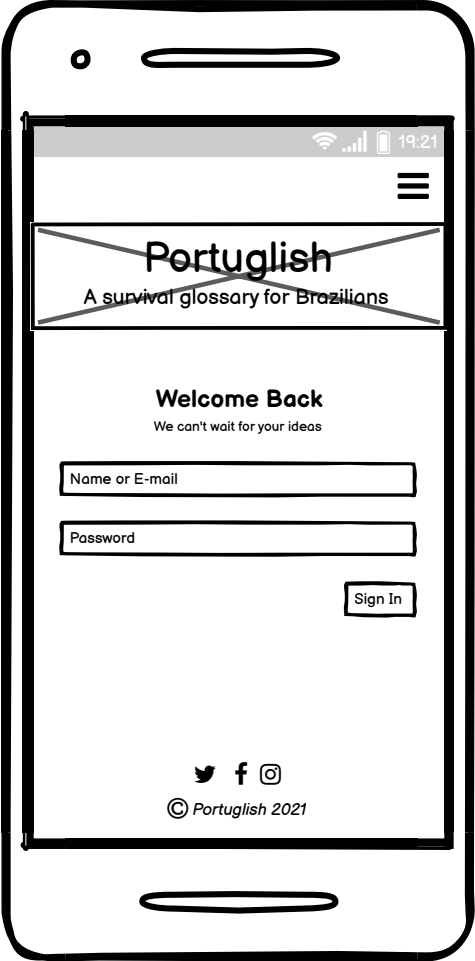 19:21
Portuglish
A survival glossary for Brazilians
Welcome Back
We can't wait for your ideas
Name or E-mail
Password
Sign In
© Portuglish 2021